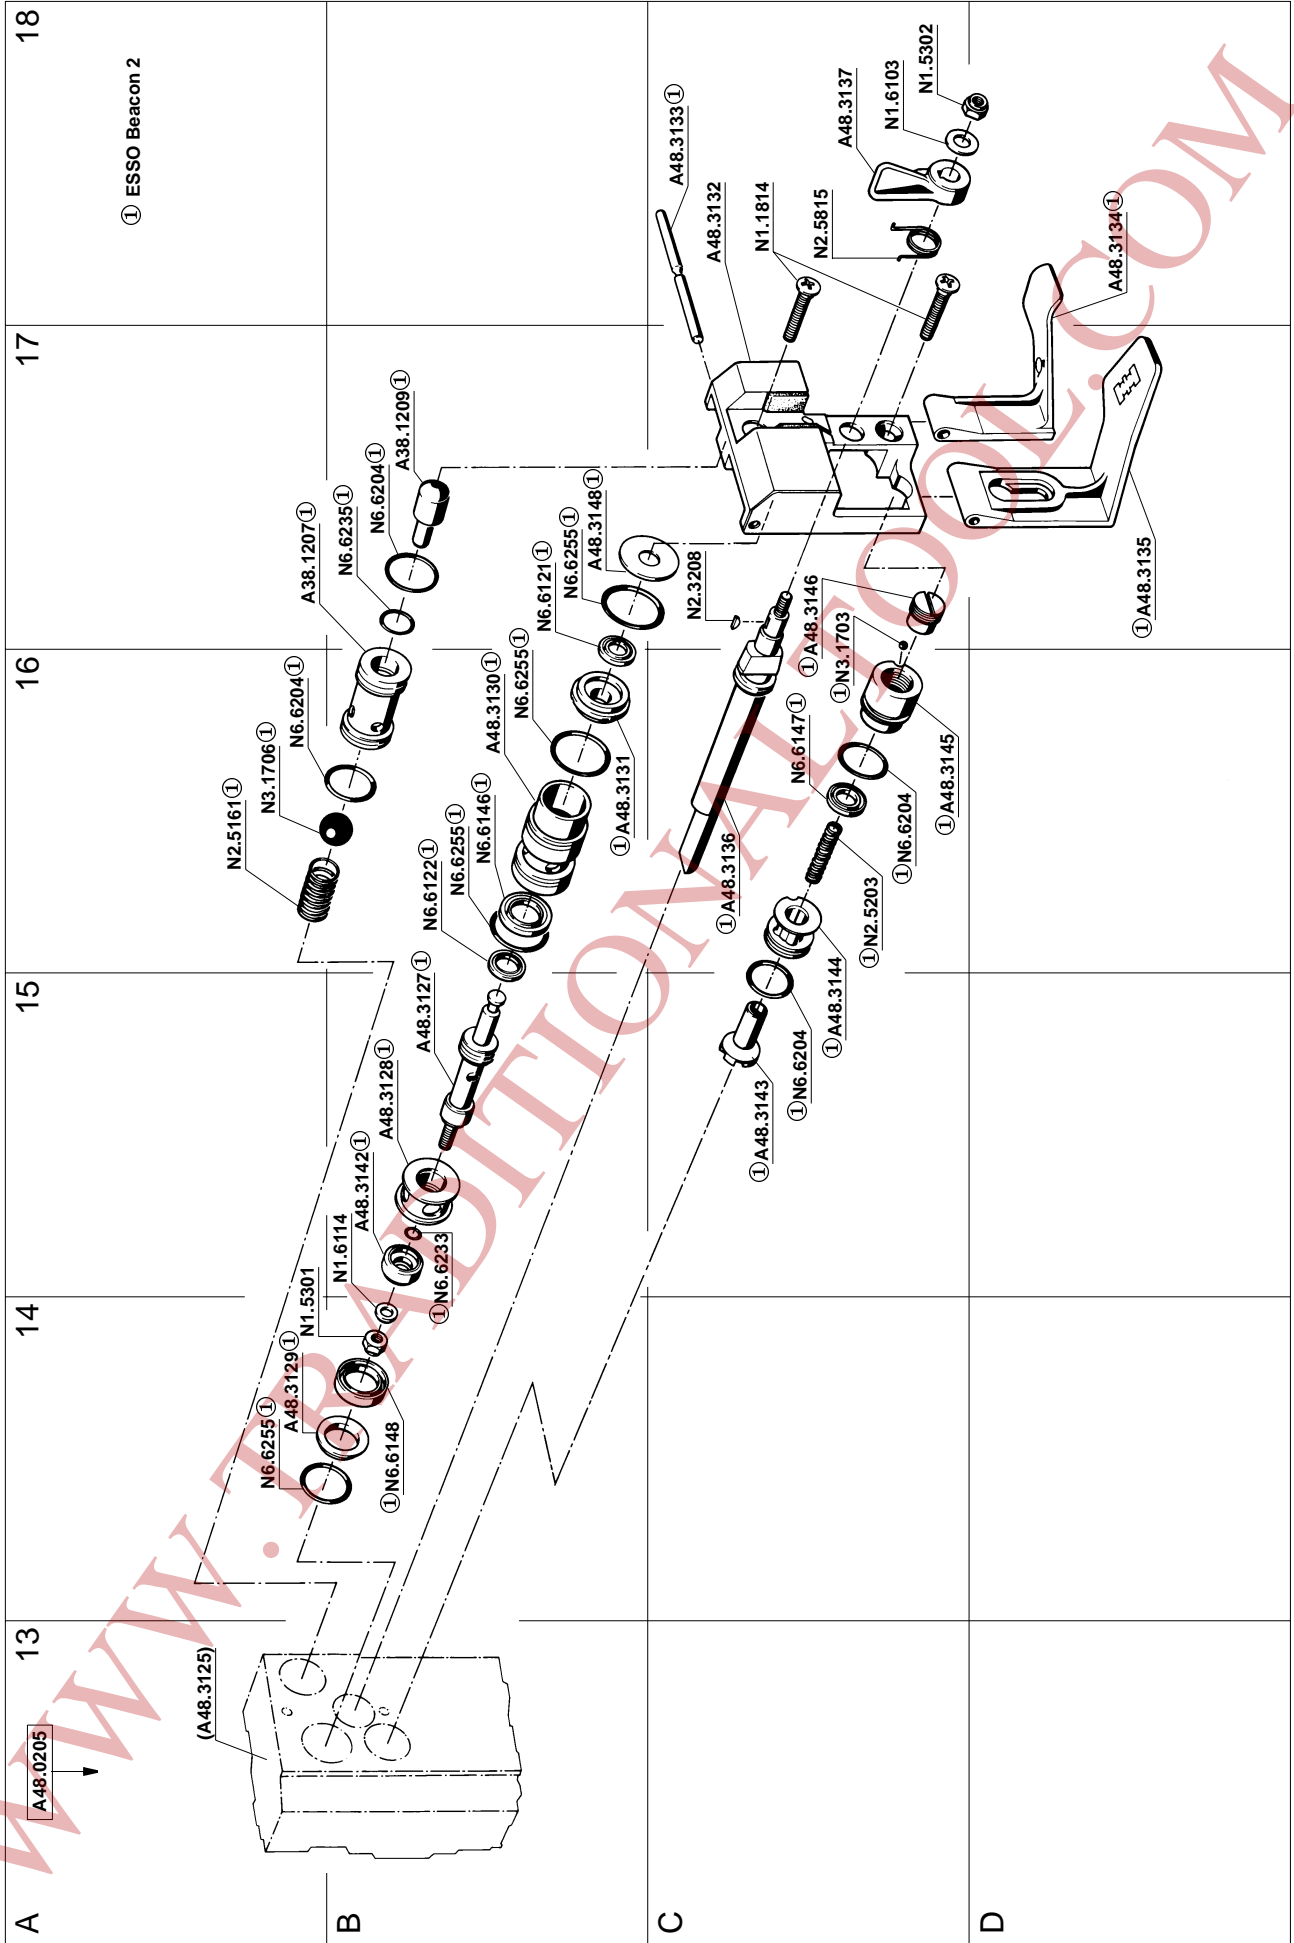 13
14
15
16
17
18
A
B
C
D
A48.0205
(A48.3125)
① ESSO Beacon 2
N2.5161①
N3.1706①
N6.6204①
A38.1207①
N6.6235①
N6.6204①
A38.1209①
N6.6255①
A48.3129①
N1.5301
N1.6114
A48.3142①
A48.3128①
A48.3127①
N6.6122①
N6.6255①
N6.6146①
A48.3130①
N6.6255①
N6.6121①
N6.6255①
A48.3148①
①N6.6148
①N6.6233
①A48.3131
N2.3208
①A48.3136
①A48.3143
①N6.6204
①A48.3144
①N2.5203
N6.6147①
①N6.6204
①A48.3145
①N3.1703
①A48.3146
①A48.3135
A48.3134①
A48.3133①
A48.3132
N1.1814
N2.5815
A48.3137
N1.6103
N1.5302
WWW.TRADITIONALTOOL.COM